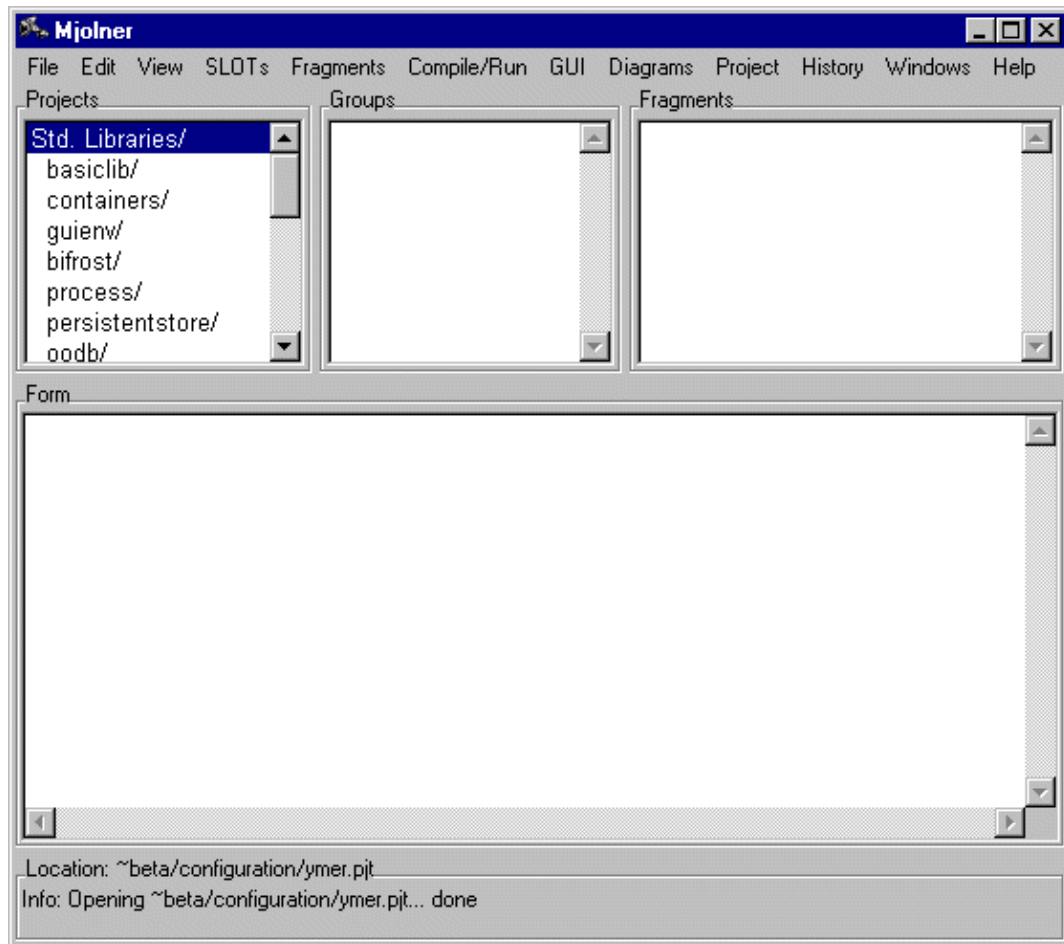 Mjolner
File Edit View SLOTs Fragments Compile/Run GUI Diagrams Project History Windows Help
Projects Groups Fragments
Std. Libraries/
basiclib/
containers/
guienv/
bifrost/
process/
persistentstore/
oodb/
Form
Location: ~beta/configuration/ymer.pjt
Info: Opening ~beta/configuration/ymer.pjt... done